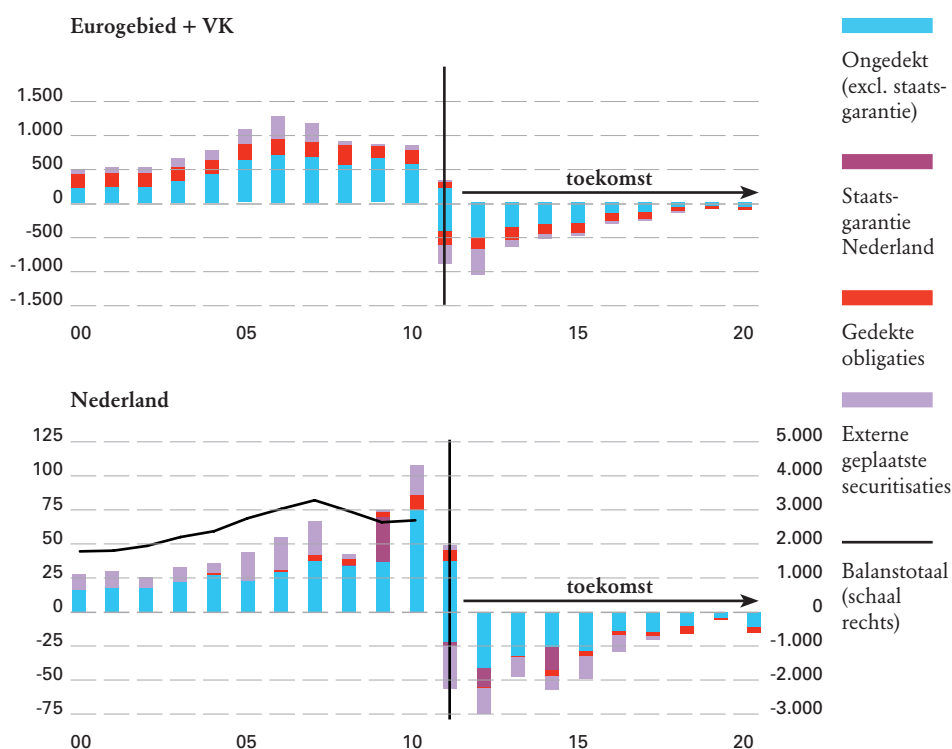 Eurogebied + VK
1.500
1.000
500
0
-500
-1.000
-1.500
toekomst
00
05
10
15
20
Nederland
125
100
75
50
25
0
-25
-50
-75
5.000
4.000
3.000
2.000
1.000
0
-1.000
-2.000
-3.000
toekomst
00
05
10
15
20
Ongedekt
(excl. staats-
garantie)
Staats-
garantie
Nederland
Gedekte
obligaties
Externe
geplaatste
securitisaties
Balanstotaal
(schaal
rechts)